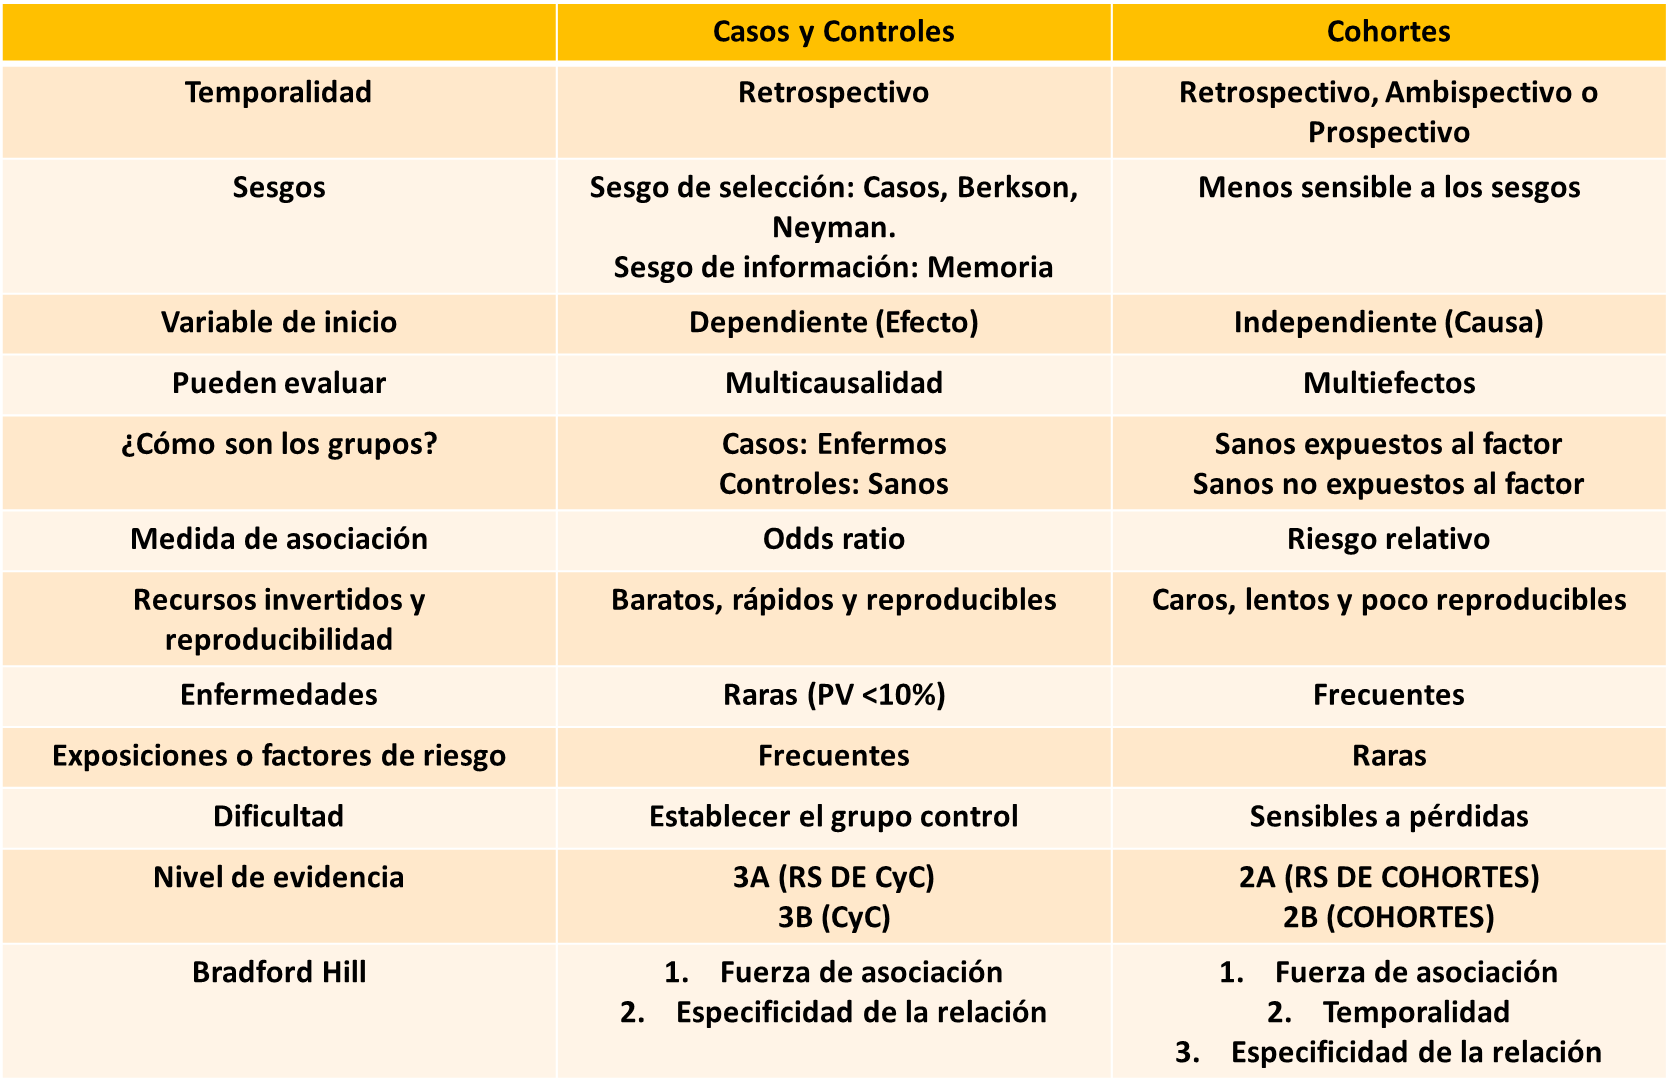 Casos y Controles
Cohortes
Temporalidad
Retrospectivo
Retrospectivo, Ambispectivo o
Prospectivo
Sesgos
Sesgo de selección: Casos, Berkson,
Neyman.
Sesgo de información: Memoria
Menos sensible a los sesgos
Variable de inicio
Dependiente (Efecto)
Independiente (Causa)
Pueden evaluar
Multicausalidad
Multiefectos
¿Cómo son los grupos?
Casos: Enfermos
Controles: Sanos
Sanos expuestos al factor
Sanos no expuestos al factor
Medida de asociación
Odds ratio
Riesgo relativo
Recursos invertidos y
reproducibilidad
Baratos, rápidos y reproducibles
Caros, lentos y poco reproducibles
Enfermedades
Raras (PV <10%)
Frecuentes
Exposiciones o factores de riesgo
Frecuentes
Raras
Dificultad
Establecer el grupo control
Sensibles a pérdidas
Nivel de evidencia
3A (RS DE CyC)
3B (CyC)
2A (RS DE COHORTES)
2B (COHORTES)
Bradford Hill
1. Fuerza de asociación
2. Especificidad de la relación
1. Fuerza de asociación
2. Temporalidad
3. Especificidad de la relación